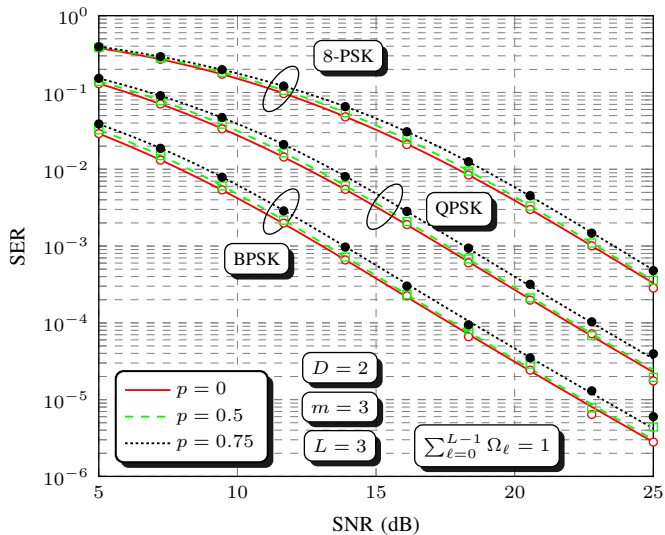 10^0
10^−1
10^−2
10^−3
10^−4
10^−5
10^−6
SER
8-PSK
QPSK
BPSK
p = 0
p = 0.5
p = 0.75
D = 2
m = 3
L = 3
∑_{ℓ=0}^{L−1} Ω_ℓ = 1
5 10 15 20 25
SNR (dB)